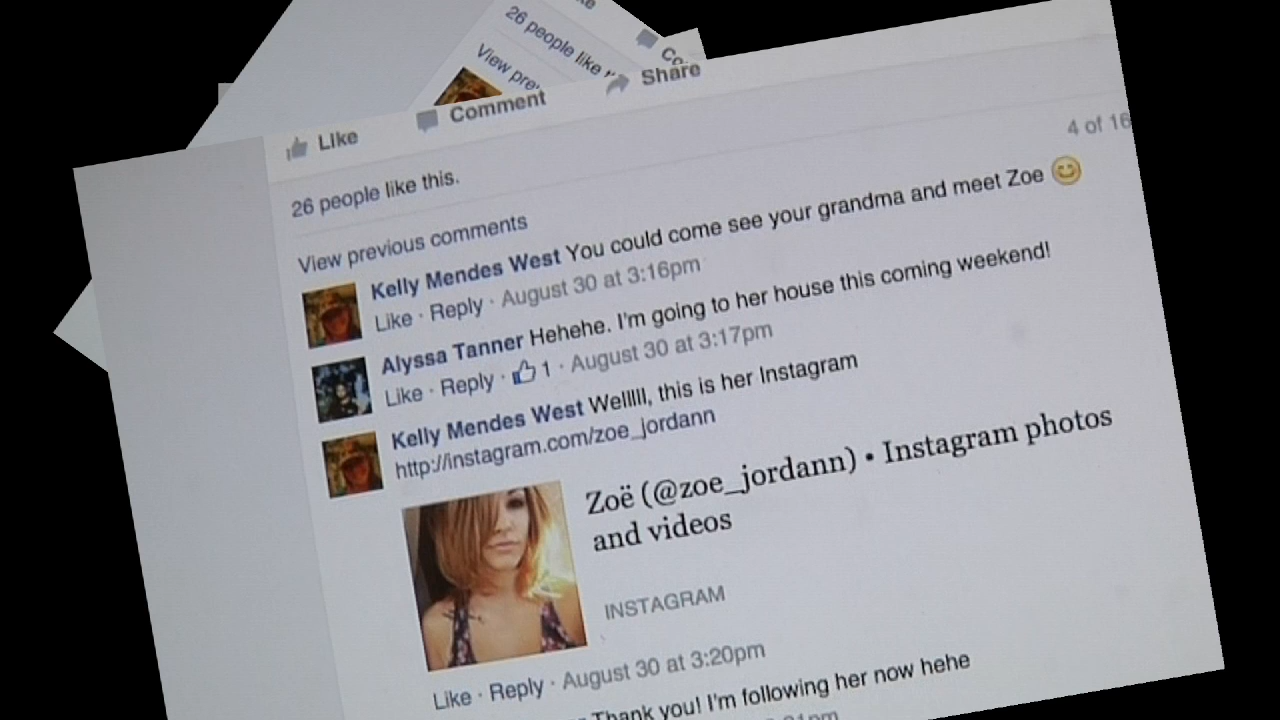 26 people like
View pre
Like Comment Share
26 people like this.
4 of 16
View previous comments
Kelly Mendes West You could come see your grandma and meet Zoe 😊
Like · Reply · August 30 at 3:16pm
Alyssa Tanner Hehehe. I'm going to her house this coming weekend!
Like · Reply · 1 · August 30 at 3:17pm
Kelly Mendes West Welllll, this is her Instagram
http://instagram.com/zoe_jordann
Zoë (@zoe_jordann) • Instagram photos
and videos
INSTAGRAM
Like · Reply · August 30 at 3:20pm
Thank you! I'm following her now hehe